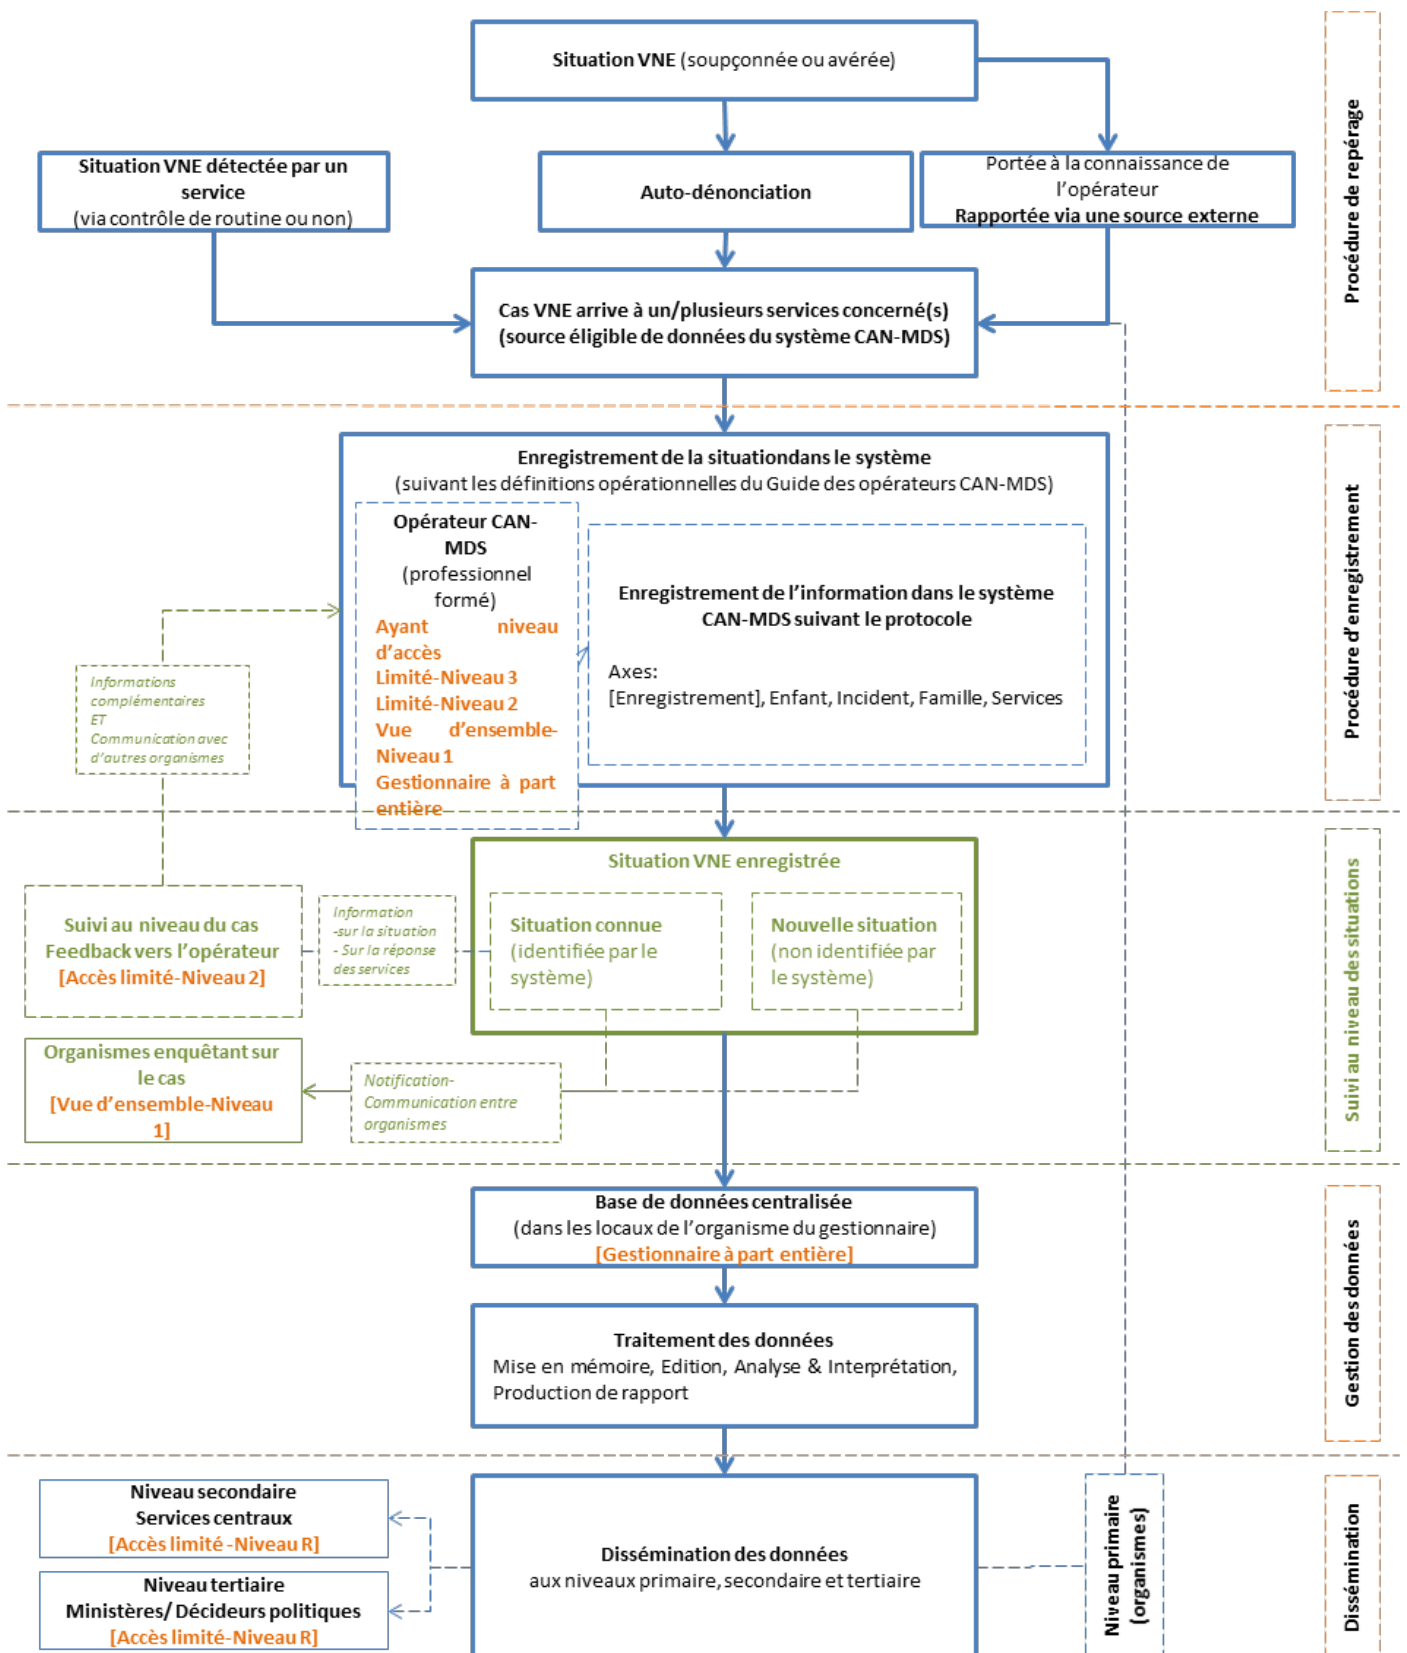 Situation VNE (soupçonnée ou avérée)
Situation VNE détectée par un
service
(via contrôle de routine ou non)
Auto-dénonciation
Portée à la connaissance de
l’opérateur
Rapportée via une source externe
Cas VNE arrive à un/plusieurs services concerné(s)
(source éligible de données du système CAN-MDS)
Procédure de repérage
Enregistrement de la situationdans le système
(suivant les définitions opérationnelles du Guide des opérateurs CAN-MDS)
Opérateur CAN-
MDS
(professionnel
formé)
Ayant niveau
d’accès
Limité-Niveau 3
Limité-Niveau 2
Vue d’ensemble-
Niveau 1
Gestionnaire à part
entière
Enregistrement de l’information dans le système
CAN-MDS suivant le protocole
Axes:
[Enregistrement], Enfant, Incident, Famille, Services
Procédure d’enregistrement
Informations
complémentaires
ET
Communication avec
d’autres organismes
Situation VNE enregistrée
Situation connue
(identifiée par le
système)
Nouvelle situation
(non identifiée par
le système)
Information
-sur la situation
- Sur la réponse
des services
Suivi au niveau du cas
Feedback vers l’opérateur
[Accès limité-Niveau 2]
Organismes enquêtant sur
le cas
[Vue d’ensemble-Niveau
1]
Notification-
Communication entre
organismes
Suivi au niveau des situations
Base de données centralisée
(dans les locaux de l’organisme du gestionnaire)
[Gestionnaire à part entière]
Traitement des données
Mise en mémoire, Edition, Analyse & Interprétation,
Production de rapport
Gestion des données
Niveau secondaire
Services centraux
[Accès limité -Niveau R]
Niveau tertiaire
Ministères/ Décideurs politiques
[Accès limité-Niveau R]
Dissémination des données
aux niveaux primaire, secondaire et tertiaire
Niveau primaire
(organismes)
Dissémination